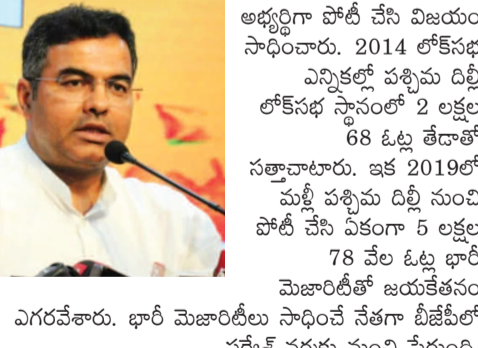 అభ్యర్థిగా పోటీ చేసి విజయం
సాధించారు. 2014 లోక్‌సభ
ఎన్నికల్లో పశ్చిమ దిల్లీ
లోక్‌సభ స్థానంలో 2 లక్షల
68 ఓట్ల తేడాతో
సత్తాచాటారు. ఇక 2019లో
మళ్లీ పశ్చిమ దిల్లీ నుంచి
పోటీ చేసి ఏకంగా 5 లక్షల
78 వేల ఓట్ల భారీ
మెజారిటీతో జయకేతనం
ఎగరవేశారు. భారీ మెజారిటీలు సాధించే నేతగా బీజేపీలో